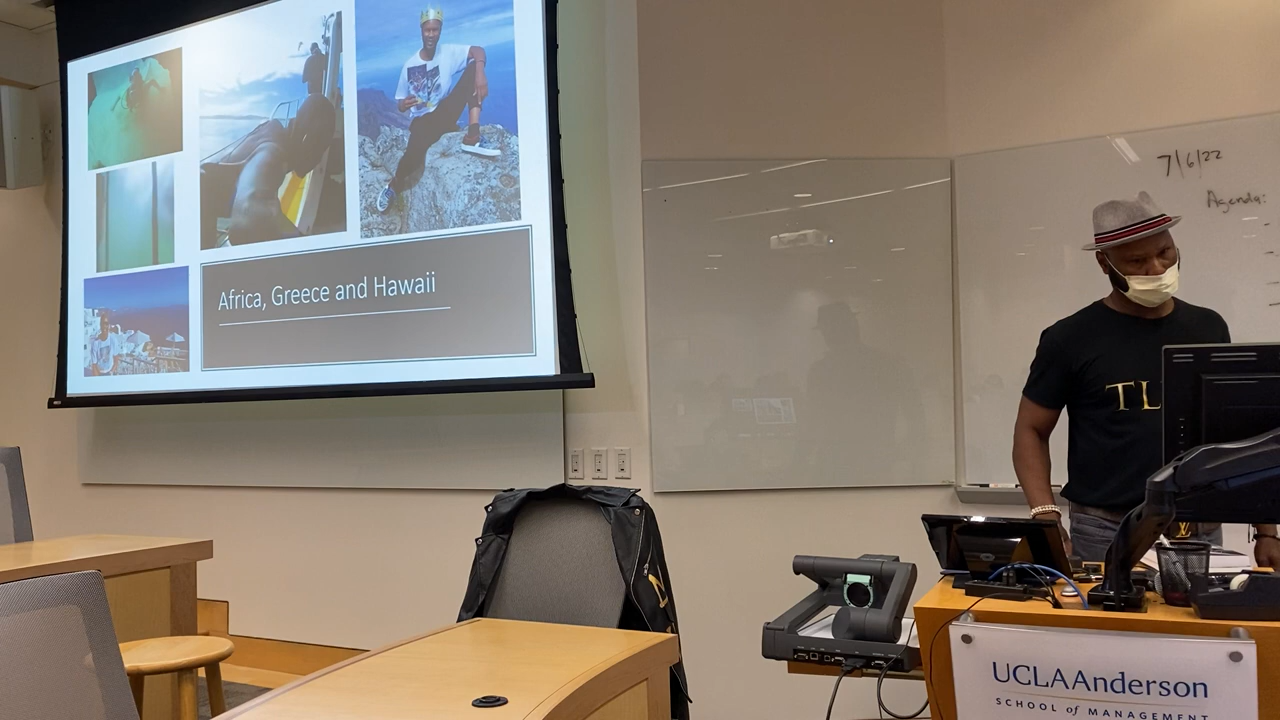 Africa, Greece and Hawaii
7/6/22
Agenda:
TL
UCLAAnderson
SCHOOL of MANAGEMENT